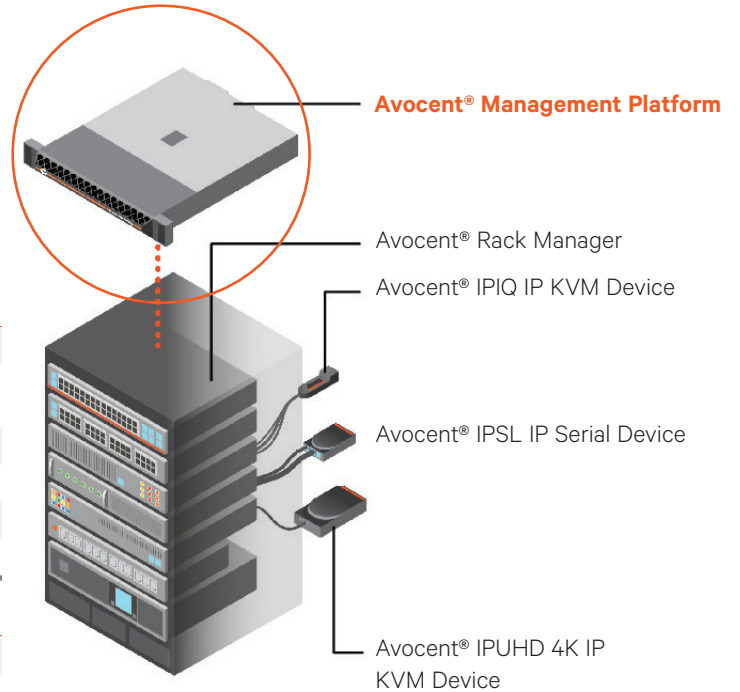 Avocent® Management Platform
Avocent® Rack Manager
Avocent® IPIQ IP KVM Device
Avocent® IPSL IP Serial Device
Avocent® IPUHD 4K IP
KVM Device